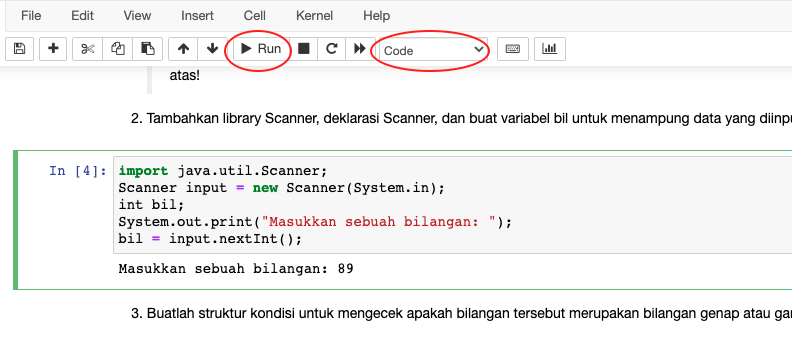 File Edit View Insert Cell Kernel Help
Run Code
atas!
2. Tambahkan library Scanner, deklarasi Scanner, dan buat variabel bil untuk menampung data yang diinpu
In [4]: import java.util.Scanner;
Scanner input = new Scanner(System.in);
int bil;
System.out.print("Masukkan sebuah bilangan: ");
bil = input.nextInt();
Masukkan sebuah bilangan: 89
3. Buatlah struktur kondisi untuk mengecek apakah bilangan tersebut merupakan bilangan genap atau gan